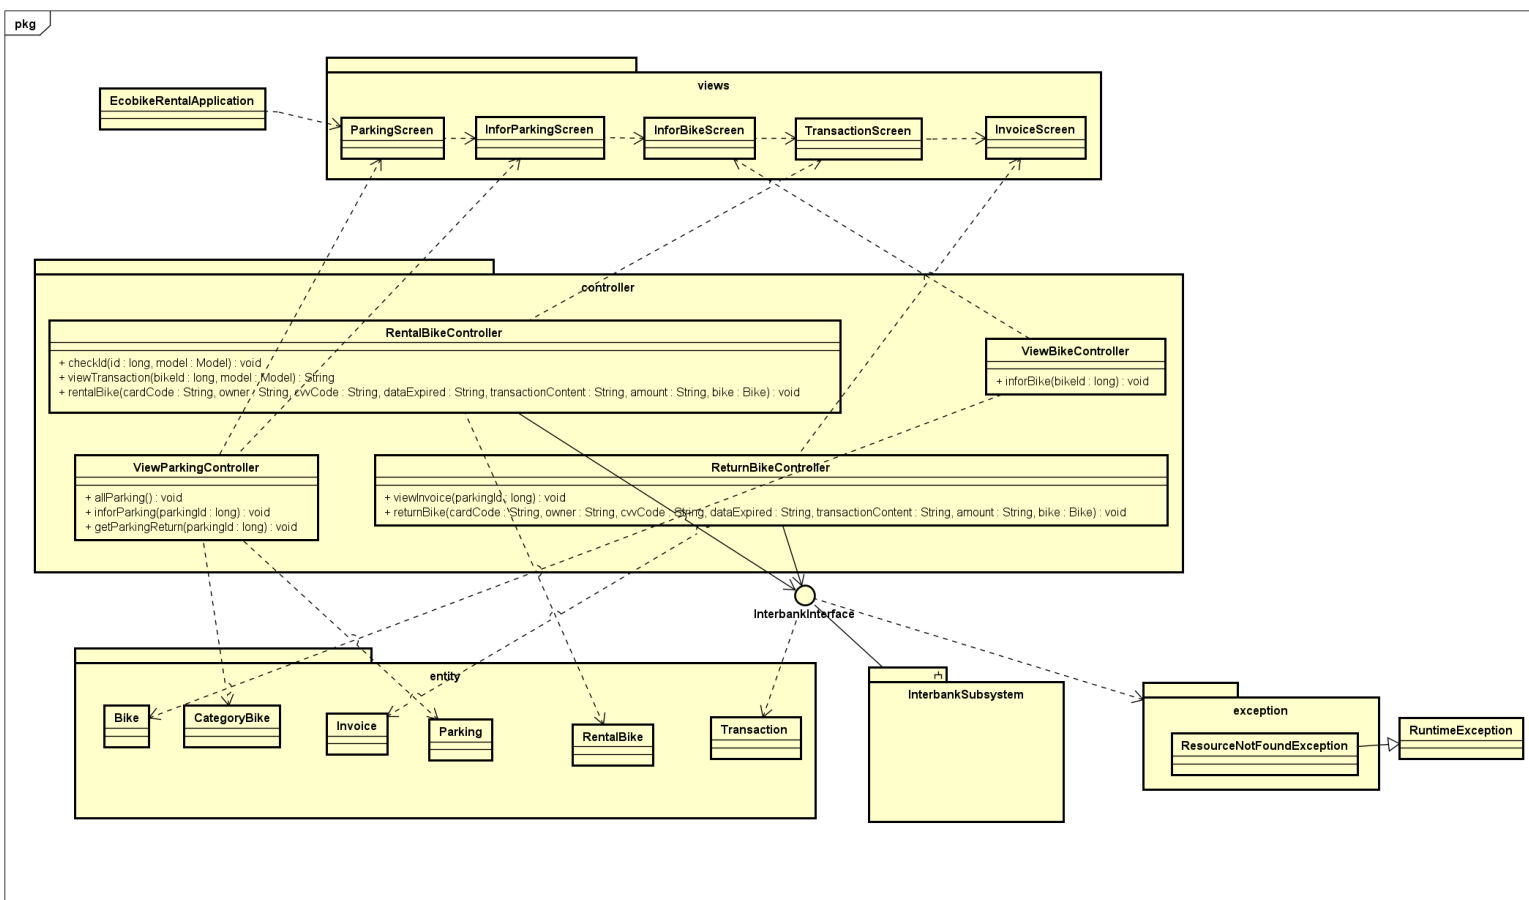 pkg
views
EcobikeRentalApplication
ParkingScreen
InforParkingScreen
InforBikeScreen
TransactionScreen
InvoiceScreen
controller
RentalBikeController
+ checkId(id : long, model : Model) : void
+ viewTransaction(bikeId : long, model : Model) : String
+ rentalBike(cardCode : String, owner : String, cvvCode : String, dataExpired : String, transactionContent : String, amount : String, bike : Bike) : void
ViewBikeController
+ inforBike(bikeId : long) : void
ViewParkingController
+ allParking() : void
+ inforParking(parkingId : long) : void
+ getParkingReturn(parkingId : long) : void
ReturnBikeController
+ viewInvoice(parkingId : long) : void
+ returnBike(cardCode : String, owner : String, cvvCode : String, dataExpired : String, transactionContent : String, amount : String, bike : Bike) : void
InterbankInterface
entity
Bike
CategoryBike
Invoice
Parking
RentalBike
Transaction
InterbankSubsystem
exception
ResourceNotFoundException
RuntimeException